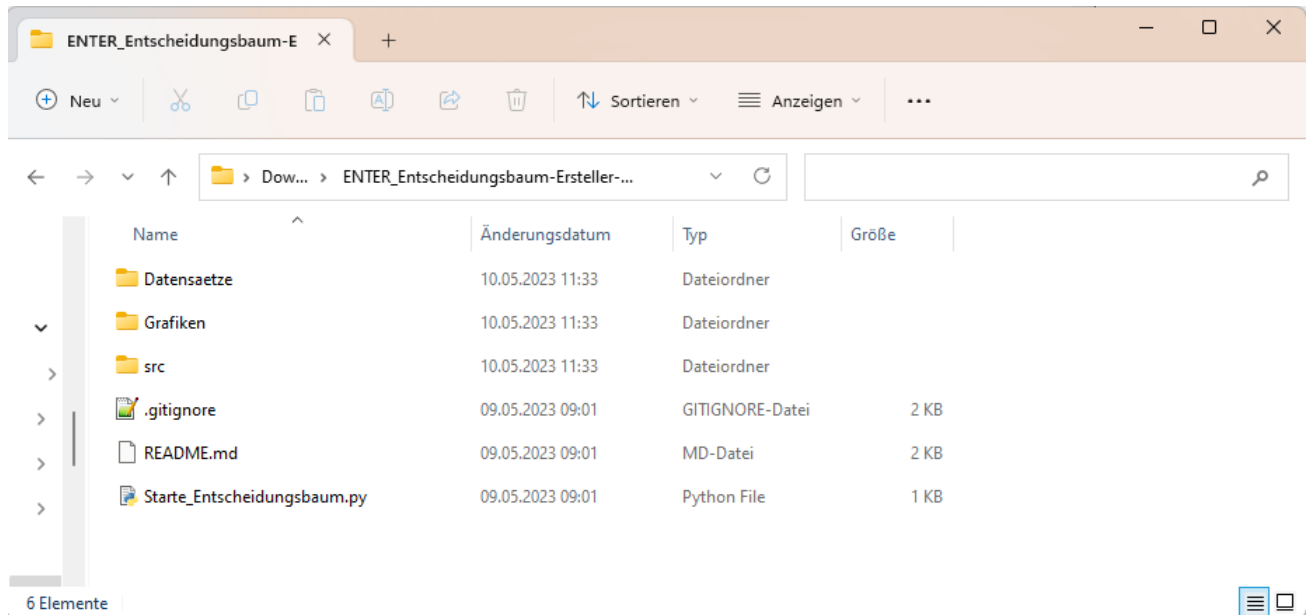 ENTER_Entscheidungsbaum-E
Neu Sortieren Anzeigen
Dow... ENTER_Entscheidungsbaum-Ersteller-...
Name Änderungsdatum Typ Größe
Datensaetze 10.05.2023 11:33 Dateiordner
Grafiken 10.05.2023 11:33 Dateiordner
src 10.05.2023 11:33 Dateiordner
.gitignore 09.05.2023 09:01 GITIGNORE-Datei 2 KB
README.md 09.05.2023 09:01 MD-Datei 2 KB
Starte_Entscheidungsbaum.py 09.05.2023 09:01 Python File 1 KB
6 Elemente